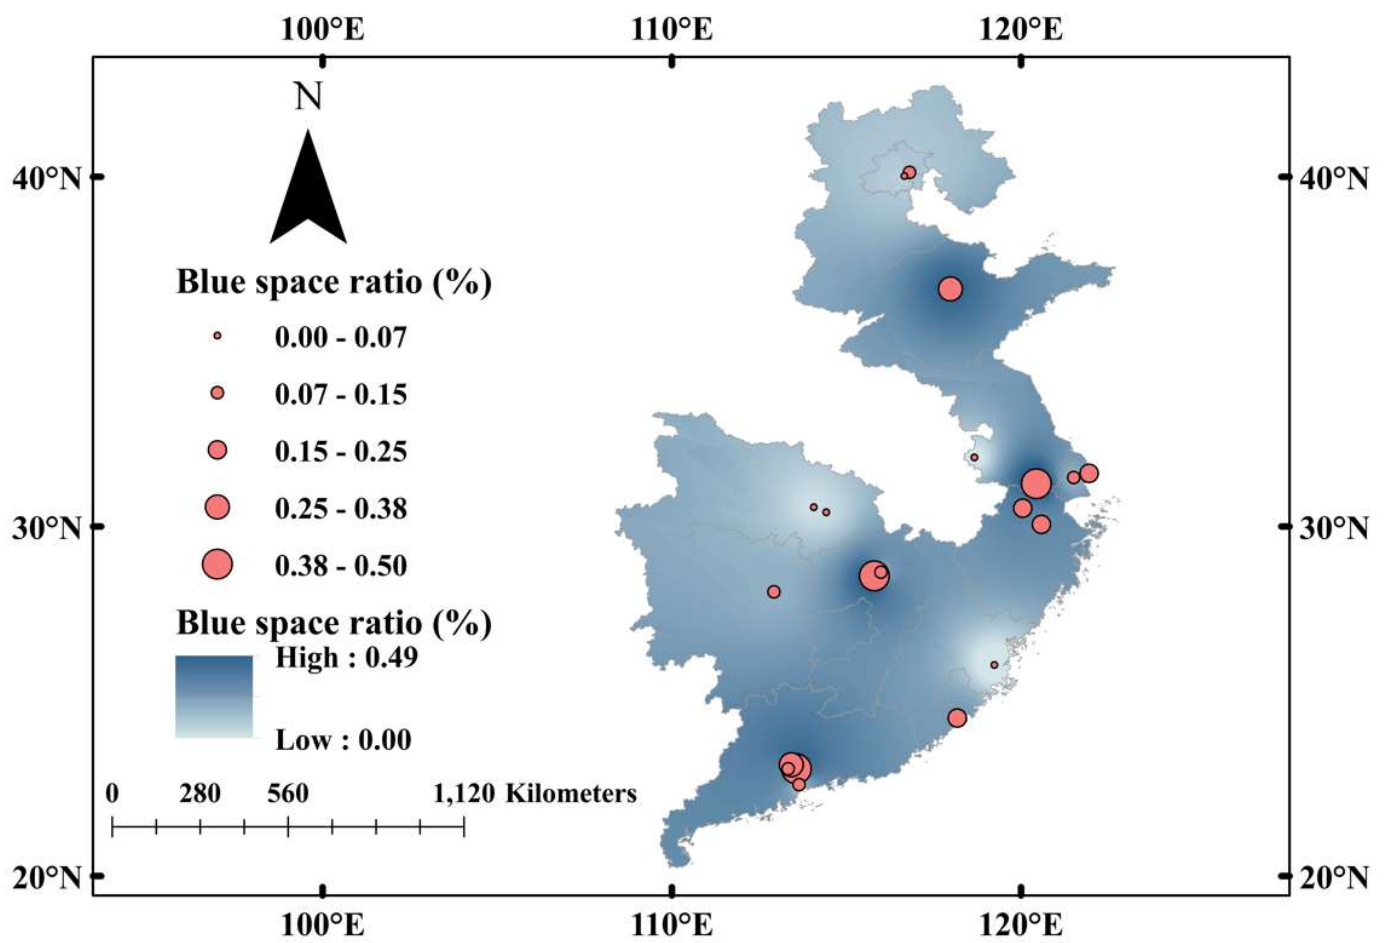 100°E 110°E 120°E
N
40°N 40°N
Blue space ratio (%)
0.00 - 0.07
0.07 - 0.15
0.15 - 0.25
0.25 - 0.38
0.38 - 0.50
30°N 30°N
Blue space ratio (%)
High : 0.49
Low : 0.00
0 280 560 1,120 Kilometers
20°N 20°N
100°E 110°E 120°E